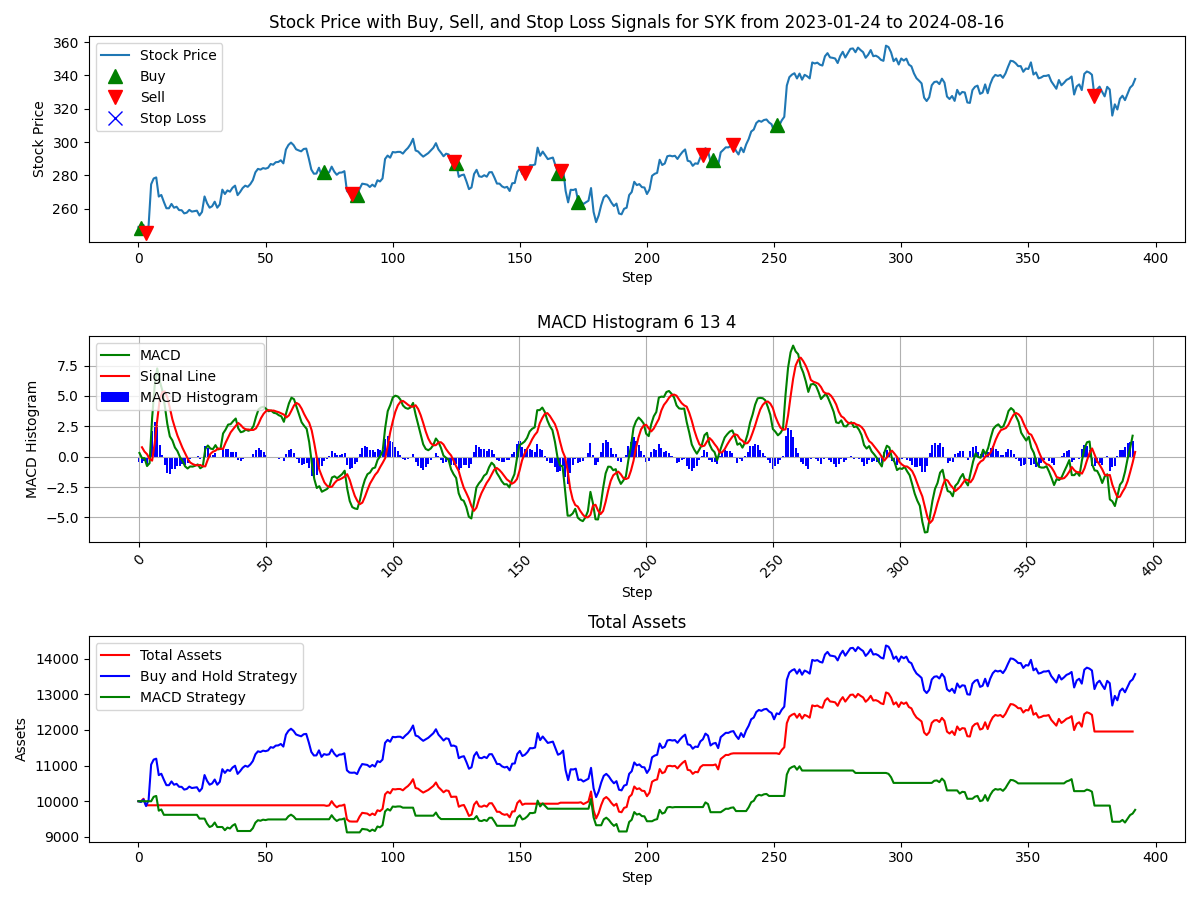 Stock Price with Buy, Sell, and Stop Loss Signals for SYK from 2023-01-24 to 2024-08-16
Stock Price
360
340
320
300
280
260
Stock Price
Buy
Sell
Stop Loss
0 50 100 150 200 250 300 350 400
Step
MACD Histogram 6 13 4
MACD Histogram
7.5
5.0
2.5
0.0
−2.5
−5.0
MACD
Signal Line
MACD Histogram
0 50 100 150 200 250 300 350 400
Step
Total Assets
Assets
14000
13000
12000
11000
10000
9000
Total Assets
Buy and Hold Strategy
MACD Strategy
0 50 100 150 200 250 300 350 400
Step